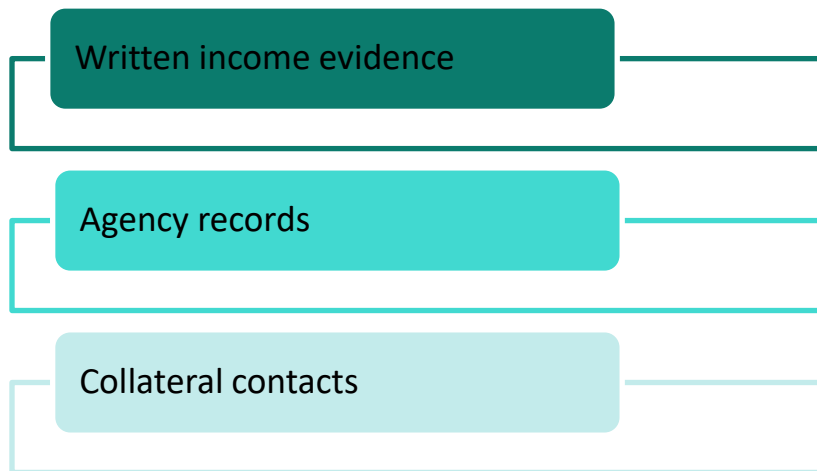 Written income evidence
Agency records
Collateral contacts